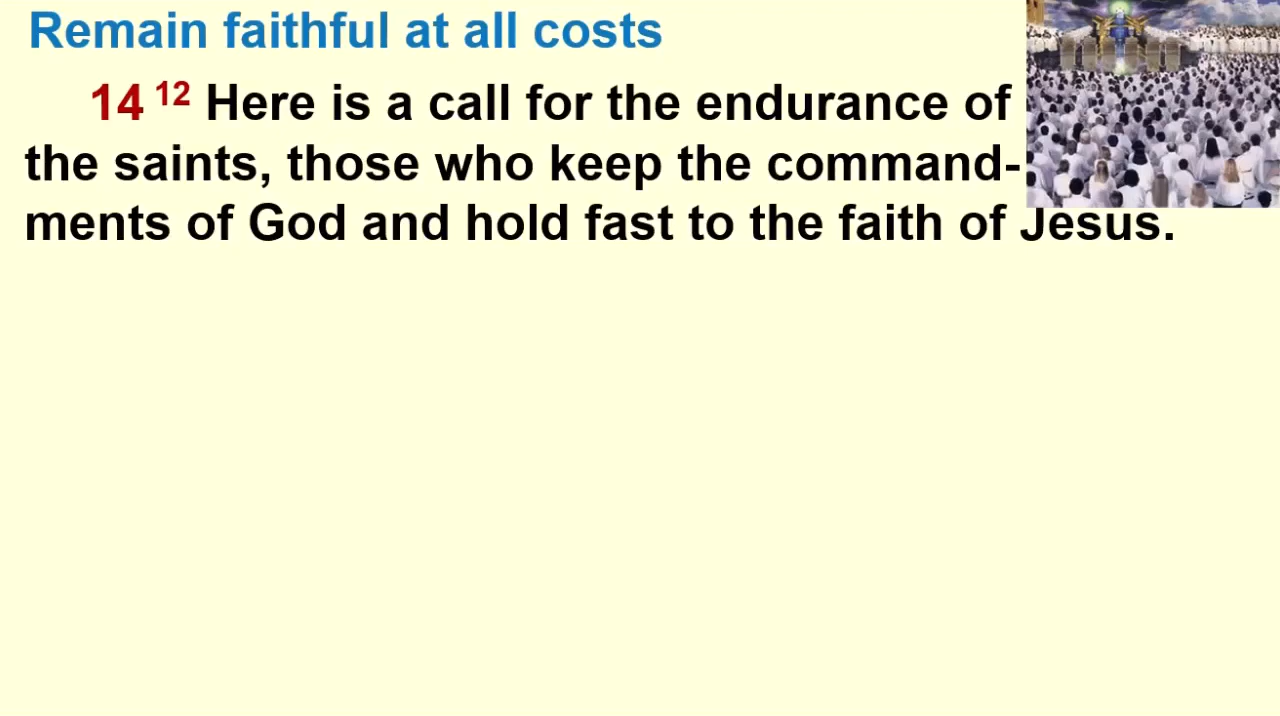 Remain faithful at all costs
14 12 Here is a call for the endurance of
the saints, those who keep the command-
ments of God and hold fast to the faith of Jesus.